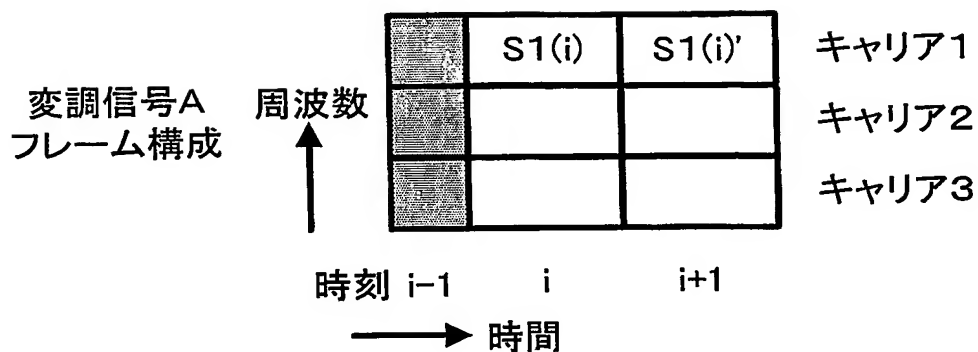 変調信号A
フレーム構成
周波数
S1(i) S1(i)' キャリア1
キャリア2
キャリア3
時刻 i-1 i i+1
時間